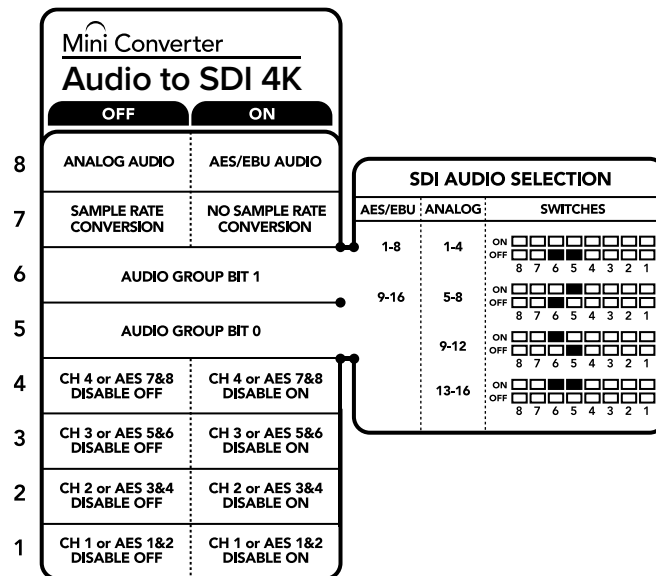 Mini Converter
Audio to SDI 4K
OFF ON
8 ANALOG AUDIO AES/EBU AUDIO
7 SAMPLE RATE CONVERSION NO SAMPLE RATE CONVERSION
6 AUDIO GROUP BIT 1
5 AUDIO GROUP BIT 0
4 CH 4 or AES 7&8 DISABLE OFF CH 4 or AES 7&8 DISABLE ON
3 CH 3 or AES 5&6 DISABLE OFF CH 3 or AES 5&6 DISABLE ON
2 CH 2 or AES 3&4 DISABLE OFF CH 2 or AES 3&4 DISABLE ON
1 CH 1 or AES 1&2 DISABLE OFF CH 1 or AES 1&2 DISABLE ON
SDI AUDIO SELECTION
AES/EBU ANALOG SWITCHES
1-8 1-4 ON
OFF
8 7 6 5 4 3 2 1
9-16 5-8 ON
OFF
8 7 6 5 4 3 2 1
9-12 ON
OFF
8 7 6 5 4 3 2 1
13-16 ON
OFF
8 7 6 5 4 3 2 1